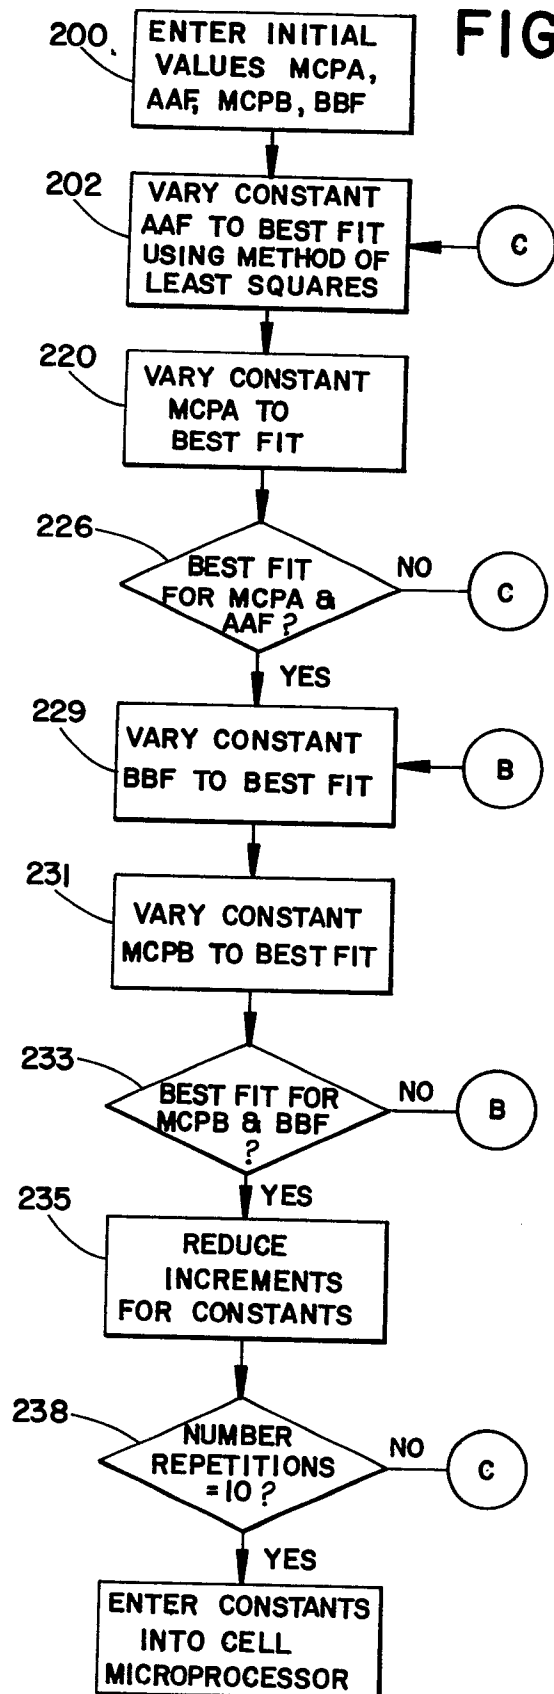 FIG
200
ENTER INITIAL
VALUES MCPA,
AAF, MCPB, BBF
202
VARY CONSTANT
AAF TO BEST FIT
USING METHOD OF
LEAST SQUARES
C
220
VARY CONSTANT
MCPA TO
BEST FIT
226
BEST FIT
FOR MCPA &
AAF ?
NO
C
YES
229
VARY CONSTANT
BBF TO BEST FIT
B
231
VARY CONSTANT
MCPB TO BEST FIT
233
BEST FIT FOR
MCPB & BBF
?
NO
B
YES
235
REDUCE
INCREMENTS
FOR CONSTANTS
238
NUMBER
REPETITIONS
=10 ?
NO
C
YES
ENTER CONSTANTS
INTO CELL
MICROPROCESSOR